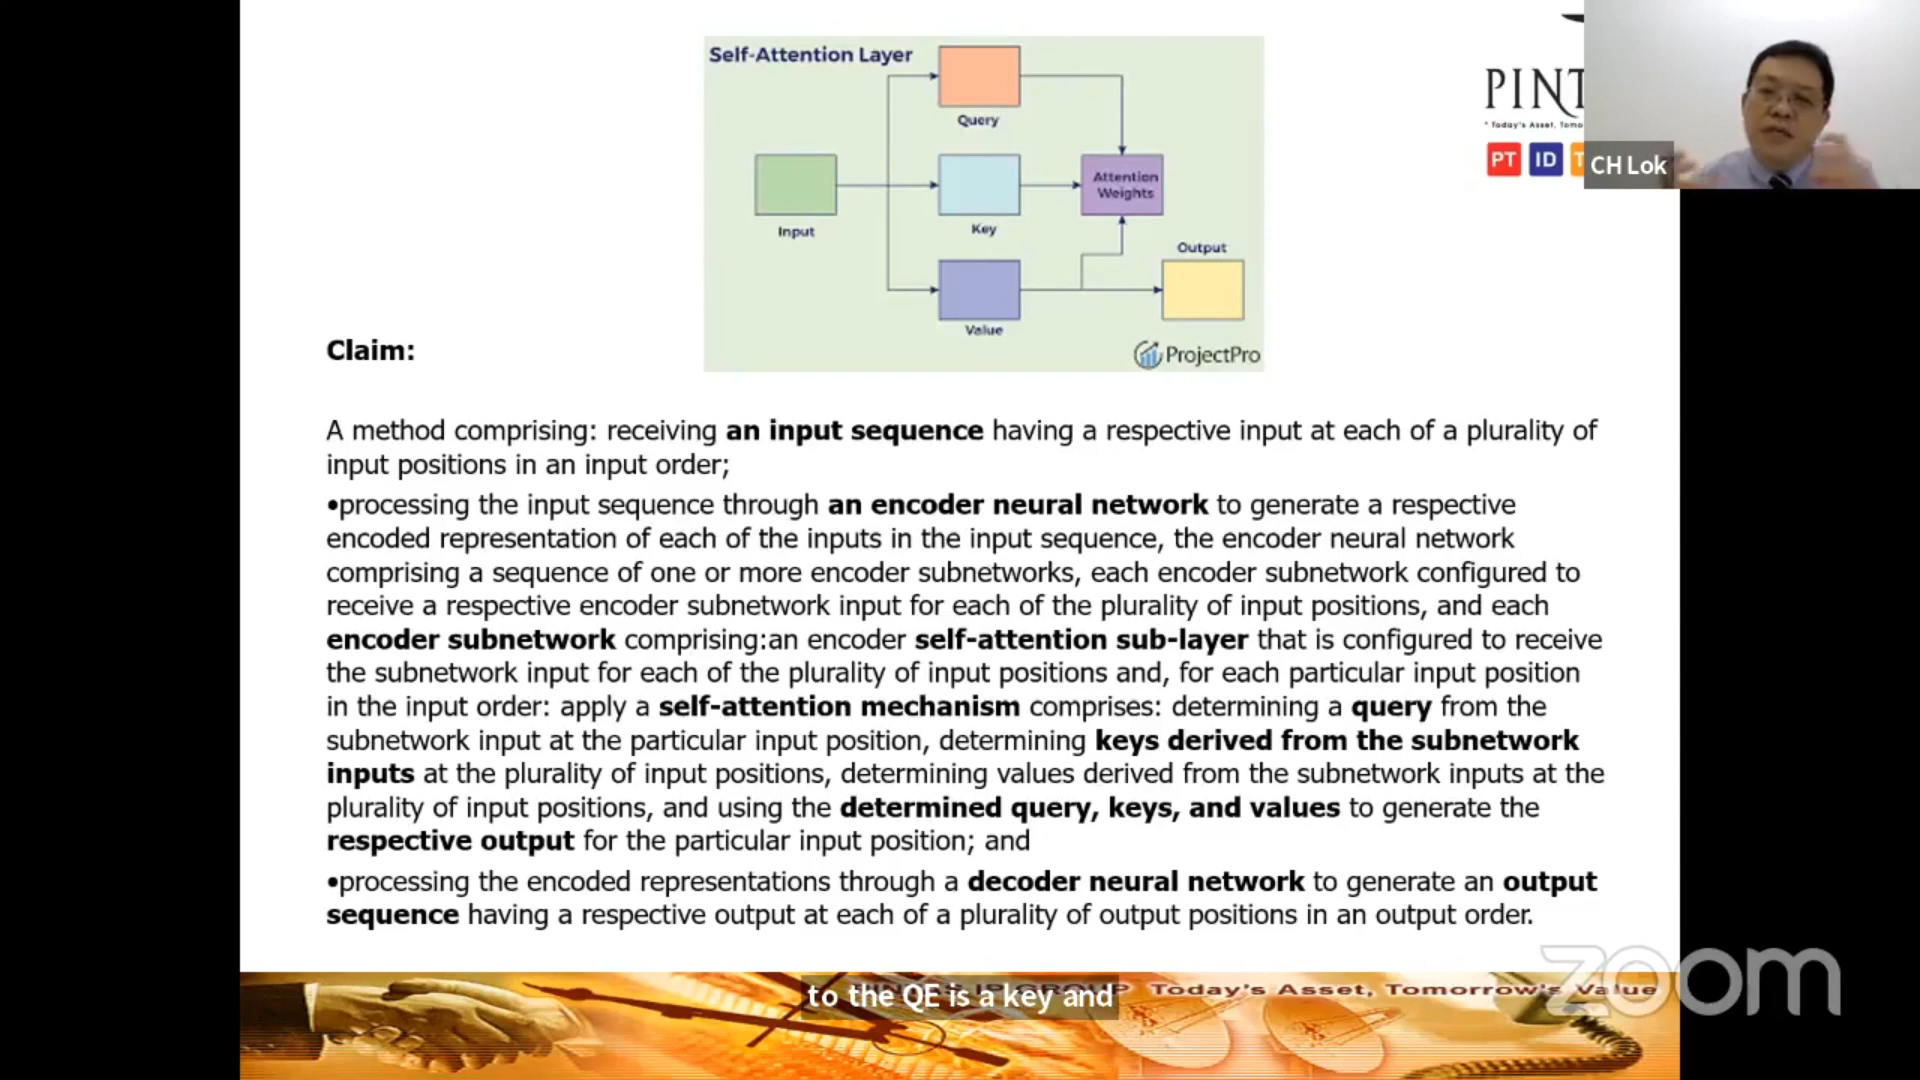 Self-Attention Layer
Query
Input
Key
Attention
Weights
Value
Output
ProjectPro
PINT
" Today's Asset, Tomo
PT ID T
CH Lok
Claim:
A method comprising: receiving an input sequence having a respective input at each of a plurality of
input positions in an input order;
•processing the input sequence through an encoder neural network to generate a respective
encoded representation of each of the inputs in the input sequence, the encoder neural network
comprising a sequence of one or more encoder subnetworks, each encoder subnetwork configured to
receive a respective encoder subnetwork input for each of the plurality of input positions, and each
encoder subnetwork comprising:an encoder self-attention sub-layer that is configured to receive
the subnetwork input for each of the plurality of input positions and, for each particular input position
in the input order: apply a self-attention mechanism comprises: determining a query from the
subnetwork input at the particular input position, determining keys derived from the subnetwork
inputs at the plurality of input positions, determining values derived from the subnetwork inputs at the
plurality of input positions, and using the determined query, keys, and values to generate the
respective output for the particular input position; and
•processing the encoded representations through a decoder neural network to generate an output
sequence having a respective output at each of a plurality of output positions in an output order.
zoom
to the QE is a key and
Today's Asset, Tomorrow's Value